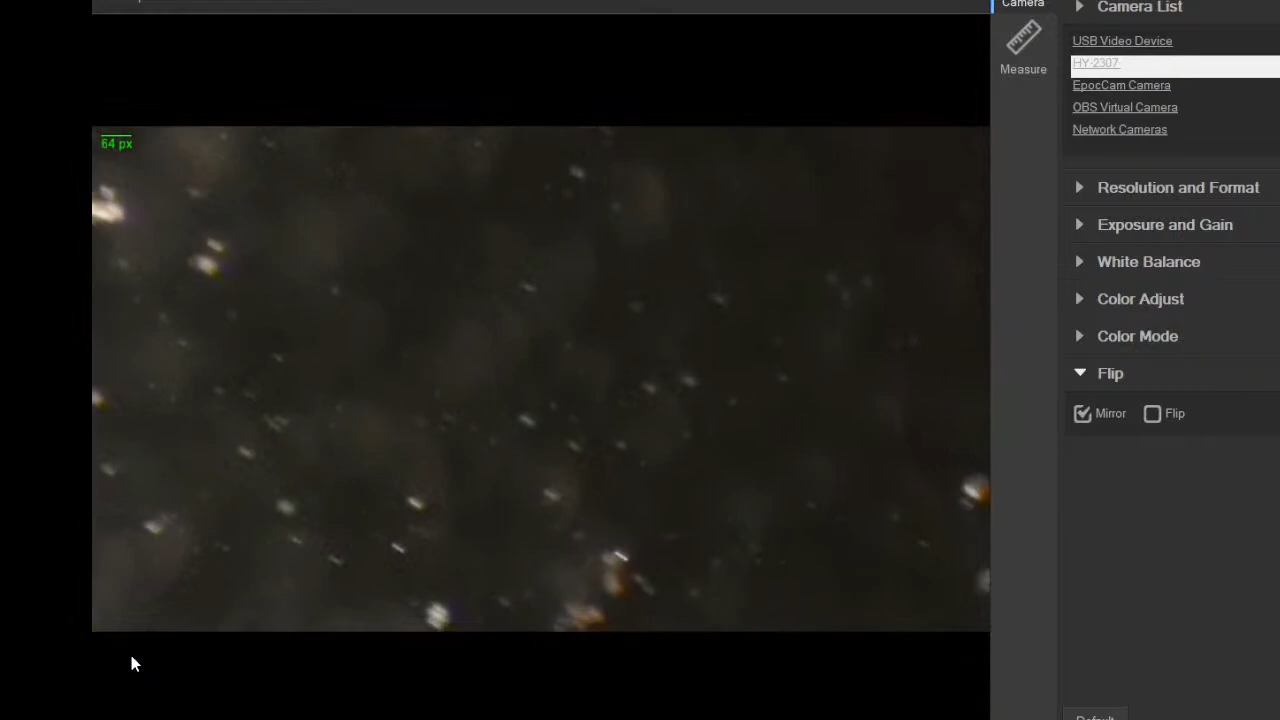 Camera
Camera List
Measure
USB Video Device
HY-2307
EpocCam Camera
OBS Virtual Camera
Network Cameras
64 px
Resolution and Format
Exposure and Gain
White Balance
Color Adjust
Color Mode
Flip
Mirror
Flip
Default